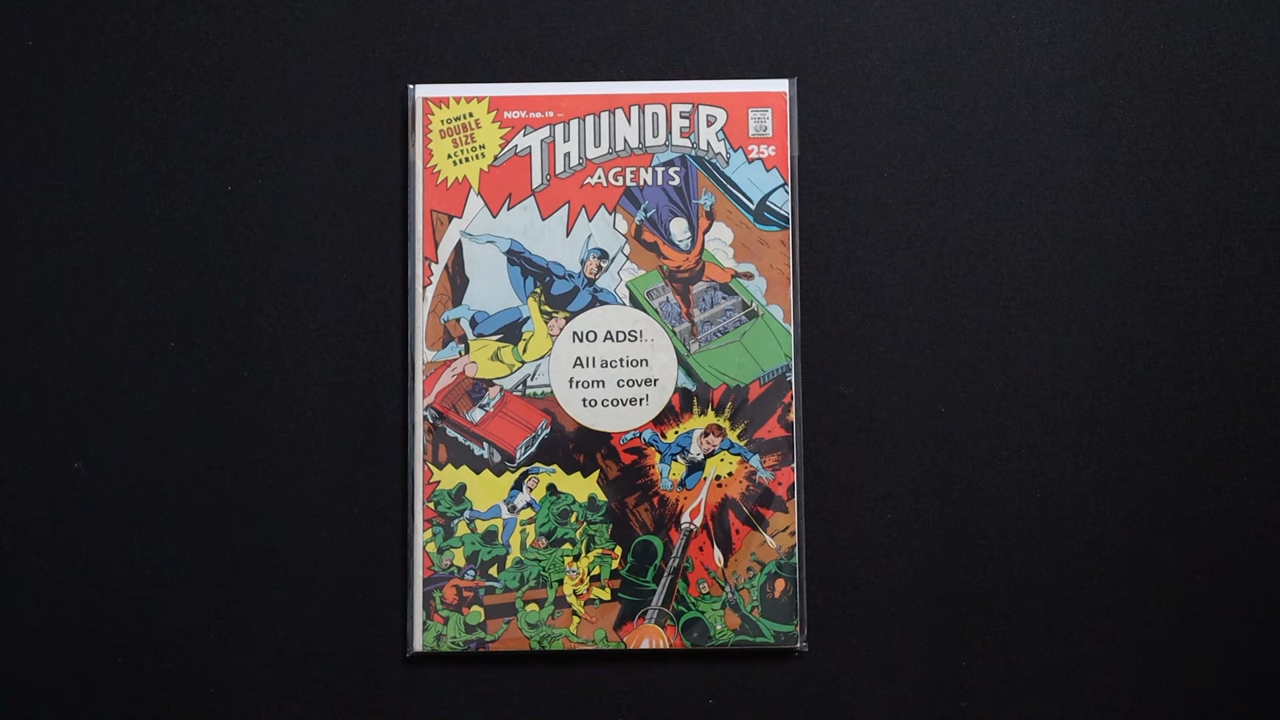 TOWER
DOUBLE
SIZE
ACTION
SERIES
NOV. no. 19
T.H.U.N.D.E.R.
AGENTS
25¢
NO ADS!..
All action
from cover
to cover!